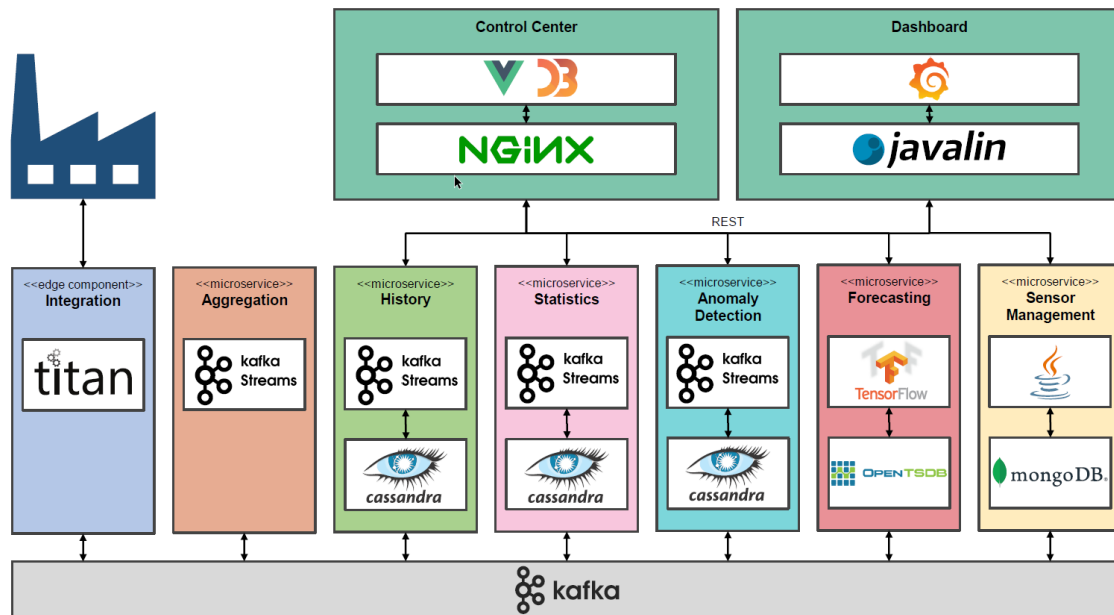 Control Center
Dashboard
D3
NGiNX
javalin
REST
<<edge component>>
Integration
titan
<<microservice>>
Aggregation
kafka
Streams
<<microservice>>
History
kafka
Streams
cassandra
<<microservice>>
Statistics
kafka
Streams
cassandra
<<microservice>>
Anomaly
Detection
kafka
Streams
cassandra
<<microservice>>
Forecasting
TensorFlow
OPENTSDB
<<microservice>>
Sensor
Management
mongoDB.
kafka